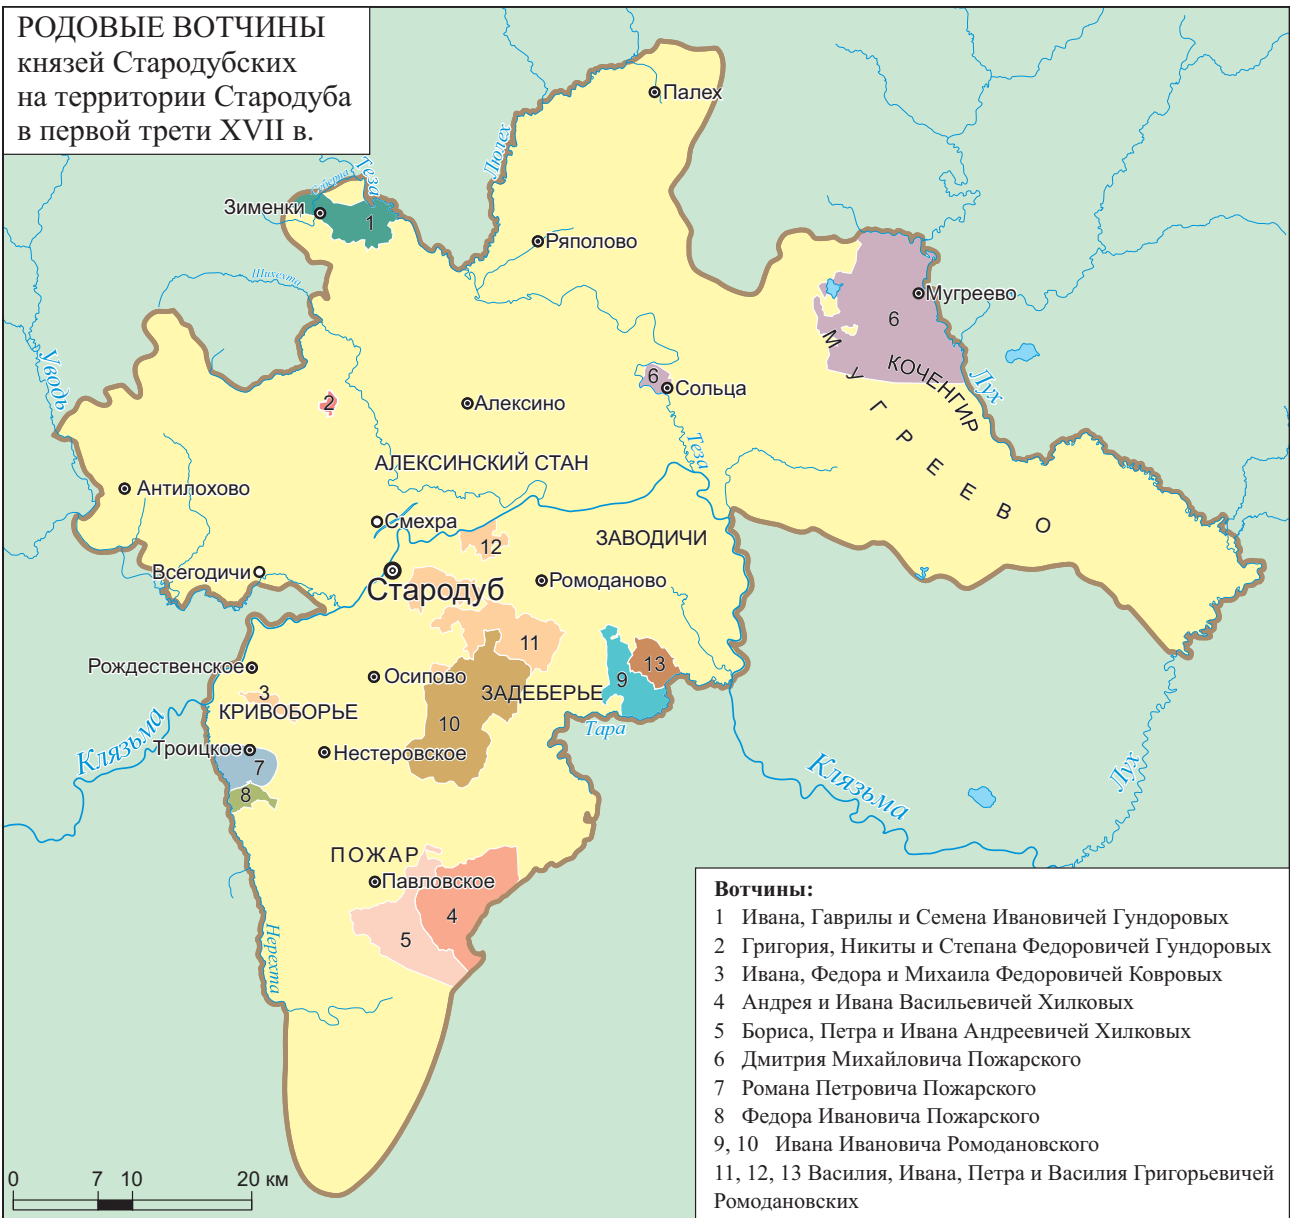 РОДОВЫЕ ВОТЧИНЫ
князей Стародубских
на территории Стародуба
в первой трети XVII в.
Палех
Люлех
Теза
Себерта
Зименки
1
Ряполово
Шихехта
Мугреево
6
МУГРЕЕВО
КОЧЕНГИР
Лух
Уводь
2
6
Сольца
Алексино
Теза
АЛЕКСИНСКИЙ СТАН
Антилохово
Смехра
12
ЗАВОДИЧИ
Всегодичи
Стародуб
Ромоданово
11
13
9
Рождественское
Осипово
ЗАДЕБЕРЬЕ
3
КРИВОБОРЬЕ
10
Тара
Клязьма
Троицкое
Нестеровское
7
8
Клязьма
Лух
ПОЖАР
Павловское
4
5
Нерехта
Вотчины:
1 Ивана, Гаврилы и Семена Ивановичей Гундоровых
2 Григория, Никиты и Степана Федоровичей Гундоровых
3 Ивана, Федора и Михаила Федоровичей Ковровых
4 Андрея и Ивана Васильевичей Хилковых
5 Бориса, Петра и Ивана Андреевичей Хилковых
6 Дмитрия Михайловича Пожарского
7 Романа Петровича Пожарского
8 Федора Ивановича Пожарского
9, 10 Ивана Ивановича Ромодановского
11, 12, 13 Василия, Ивана, Петра и Василия Григорьевичей
Ромодановских
0 7 10 20 км